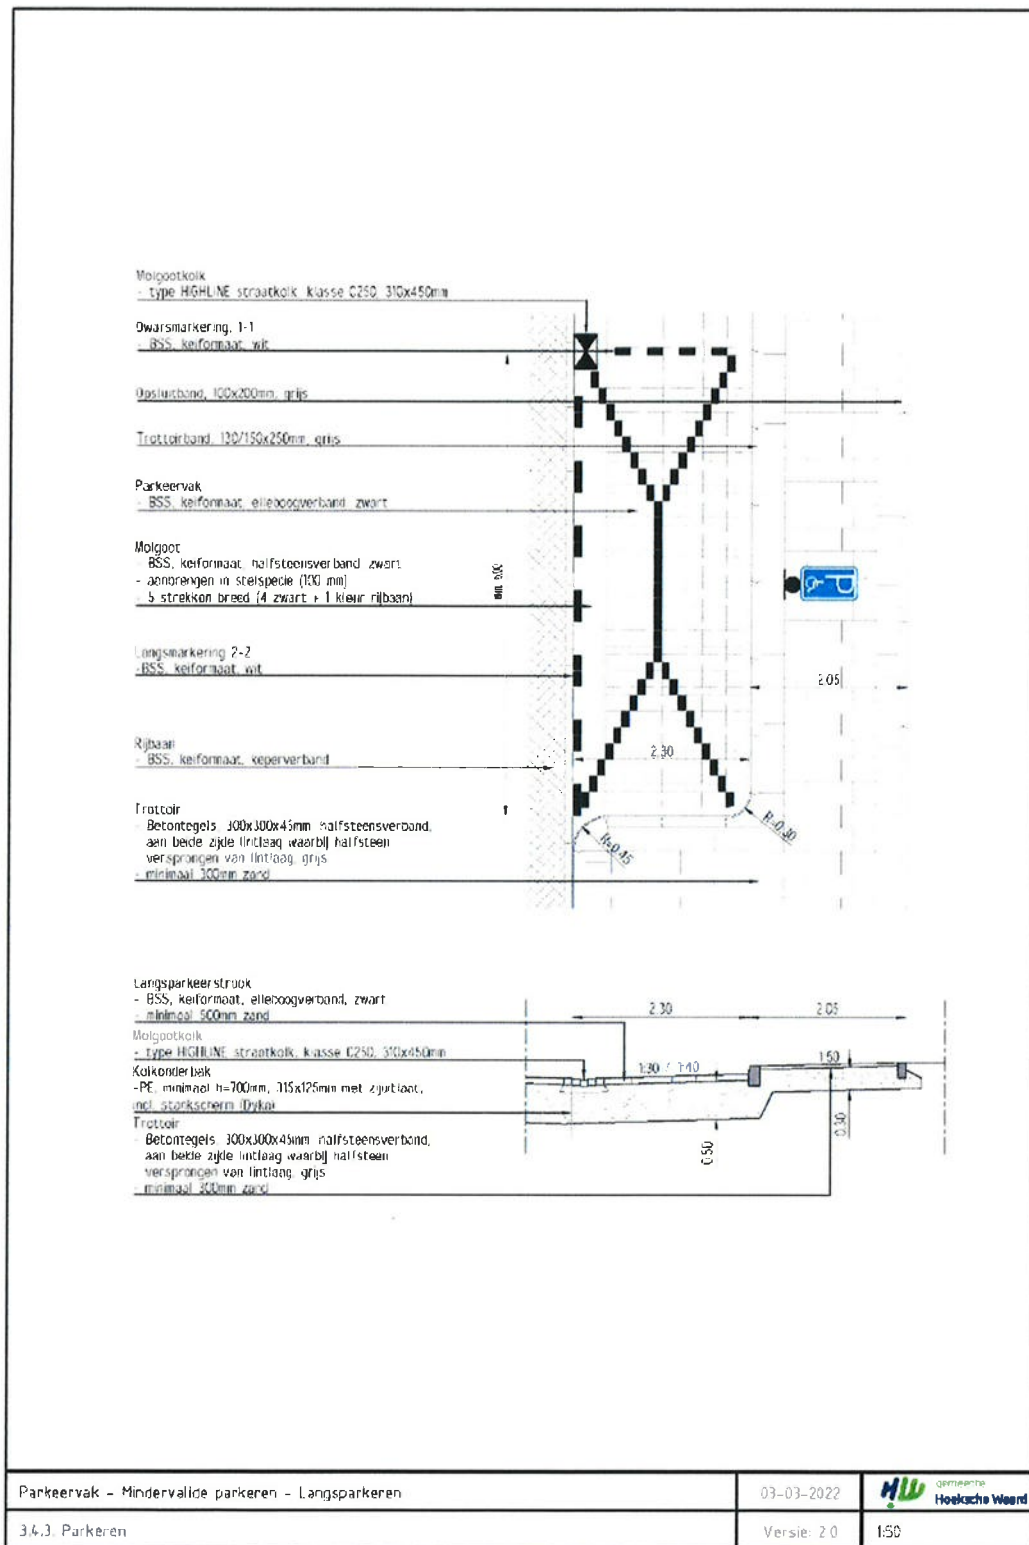 Molgootkolk
- type HIGHLINE straatkolk, klasse C250, 310x450mm
Dwarsmarkering, 1-1
- BSS, keiformaat, wit
Opsluitband, 100x200mm, grijs
Trottoirband, 130/150x250mm, grijs
Parkeervak
- BSS, keiformaat, elleboogverband, zwart
Molgoot
- BSS, keiformaat, halfsteensverband zwart
- aanbrengen in stelspecie (100 mm)
- 5 strekken breed (4 zwart + 1 kleur rijbaan)
Langsmarkering 2-2
-BSS, keiformaat, wit
Rijbaan
- BSS, keiformaat, keperverband
Trottoir
- Betontegels, 300x300x45mm halfsteensverband,
aan beide zijde lintlaag waarbij halfsteen
versprongen van lintlaag, grijs
- minimaal 300mm zand
min. 6.00
P
2.05
2.30
R=0.45
R=0.30
Langsparkeerstrook
- BSS, keiformaat, elleboogverband, zwart
- minimaal 500mm zand
Molgootkolk
- type HIGHLINE straatkolk, klasse C250, 310x450mm
Kolkonderbak
-PE, minimaal h=700mm, 315x125mm met zijuitlaat,
incl. stankscherm (Dyka)
Trottoir
- Betontegels, 300x300x45mm halfsteensverband,
aan beide zijde lintlaag waarbij halfsteen
versprongen van lintlaag, grijs
- minimaal 300mm zand
2.30
2.05
1:30 / 1:40
1:50
0.50
0.30
Parkeervak - Mindervalide parkeren - Langsparkeren
03-03-2022
gemeente
Hoeksche Waard
3.4.3. Parkeren
Versie: 2.0
1:50